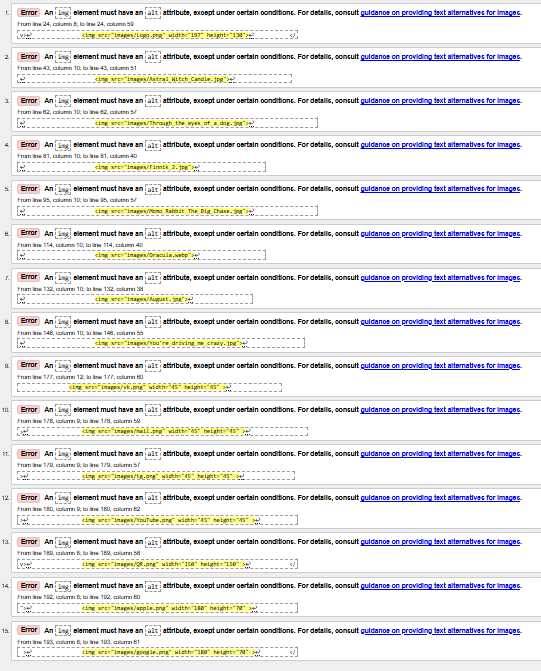 1. Error An img element must have an alt attribute, except under certain conditions. For details, consult guidance on providing text alternatives for images.
From line 24, column 8; to line 24, column 59
v>↩ <img src="images/Logo.png" width="197" height="130">↩ </
2. Error An img element must have an alt attribute, except under certain conditions. For details, consult guidance on providing text alternatives for images.
From line 43, column 10; to line 43, column 51
↩ <img src="images/Astral_Witch_Candle.jpg">↩
3. Error An img element must have an alt attribute, except under certain conditions. For details, consult guidance on providing text alternatives for images.
From line 62, column 10; to line 62, column 57
↩ <img src="images/Through the eyes of a dog.jpg">↩
4. Error An img element must have an alt attribute, except under certain conditions. For details, consult guidance on providing text alternatives for images.
From line 81, column 10; to line 81, column 40
↩ <img src="images/Finnik_2.jpg">↩
5. Error An img element must have an alt attribute, except under certain conditions. For details, consult guidance on providing text alternatives for images.
From line 95, column 10; to line 95, column 57
↩ <img src="images/Momo_Rabbit_The_Big_Chase.jpg">↩
6. Error An img element must have an alt attribute, except under certain conditions. For details, consult guidance on providing text alternatives for images.
From line 114, column 10; to line 114, column 40
↩ <img src="images/Dracula.webp">↩
7. Error An img element must have an alt attribute, except under certain conditions. For details, consult guidance on providing text alternatives for images.
From line 132, column 10; to line 132, column 38
↩ <img src="images/August.jpg">↩
8. Error An img element must have an alt attribute, except under certain conditions. For details, consult guidance on providing text alternatives for images.
From line 146, column 10; to line 146, column 55
↩ <img src="images/You're_driving_me_crazy.jpg">↩
9. Error An img element must have an alt attribute, except under certain conditions. For details, consult guidance on providing text alternatives for images.
From line 177, column 12; to line 177, column 60
<img src="images/vk.png" width="45" height="45" >↩
10. Error An img element must have an alt attribute, except under certain conditions. For details, consult guidance on providing text alternatives for images.
From line 178, column 9; to line 178, column 59
>↩ <img src="images/mail.png" width="45" height="45" >↩
11. Error An img element must have an alt attribute, except under certain conditions. For details, consult guidance on providing text alternatives for images.
From line 179, column 9; to line 179, column 57
>↩ <img src="images/tg.png" width="45" height="45" >↩
12. Error An img element must have an alt attribute, except under certain conditions. For details, consult guidance on providing text alternatives for images.
From line 180, column 9; to line 180, column 62
>↩ <img src="images/YouTube.png" width="45" height="45" >↩
13. Error An img element must have an alt attribute, except under certain conditions. For details, consult guidance on providing text alternatives for images.
From line 189, column 8; to line 189, column 58
v>↩ <img src="images/QR.png" width="150" height="150" >↩ </
14. Error An img element must have an alt attribute, except under certain conditions. For details, consult guidance on providing text alternatives for images.
From line 192, column 8; to line 192, column 60
">↩ <img src="images/apple.png" width="180" height="70" >↩
15. Error An img element must have an alt attribute, except under certain conditions. For details, consult guidance on providing text alternatives for images.
From line 193, column 8; to line 193, column 61
>↩ <img src="images/google.png" width="180" height="70" >↩ </